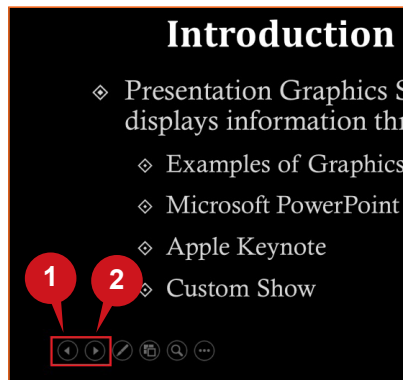 Introduction
Presentation Graphics S
displays information thr
Examples of Graphics
Microsoft PowerPoint
Apple Keynote
1 2
Custom Show